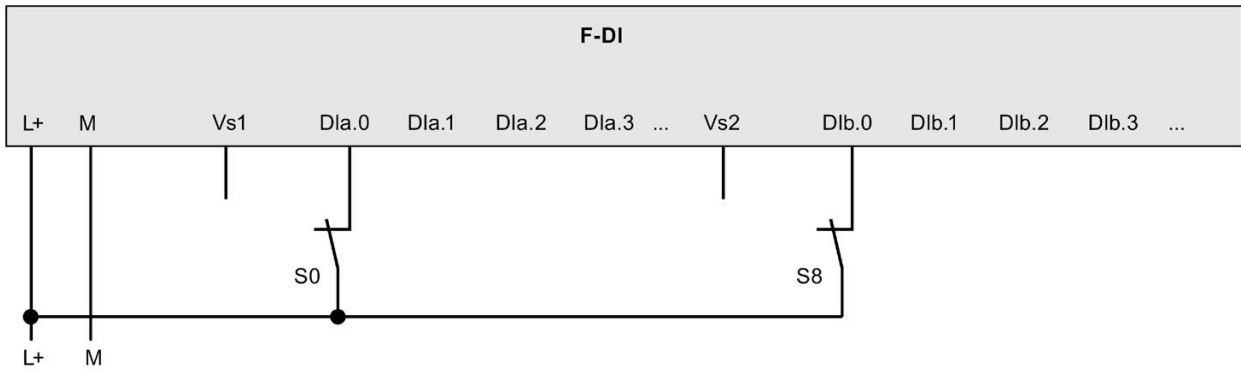 F-DI
L+ M Vs1 DIa.0 DIa.1 DIa.2 DIa.3 ... Vs2 DIb.0 DIb.1 DIb.2 DIb.3 ...
S0 S8
L+ M